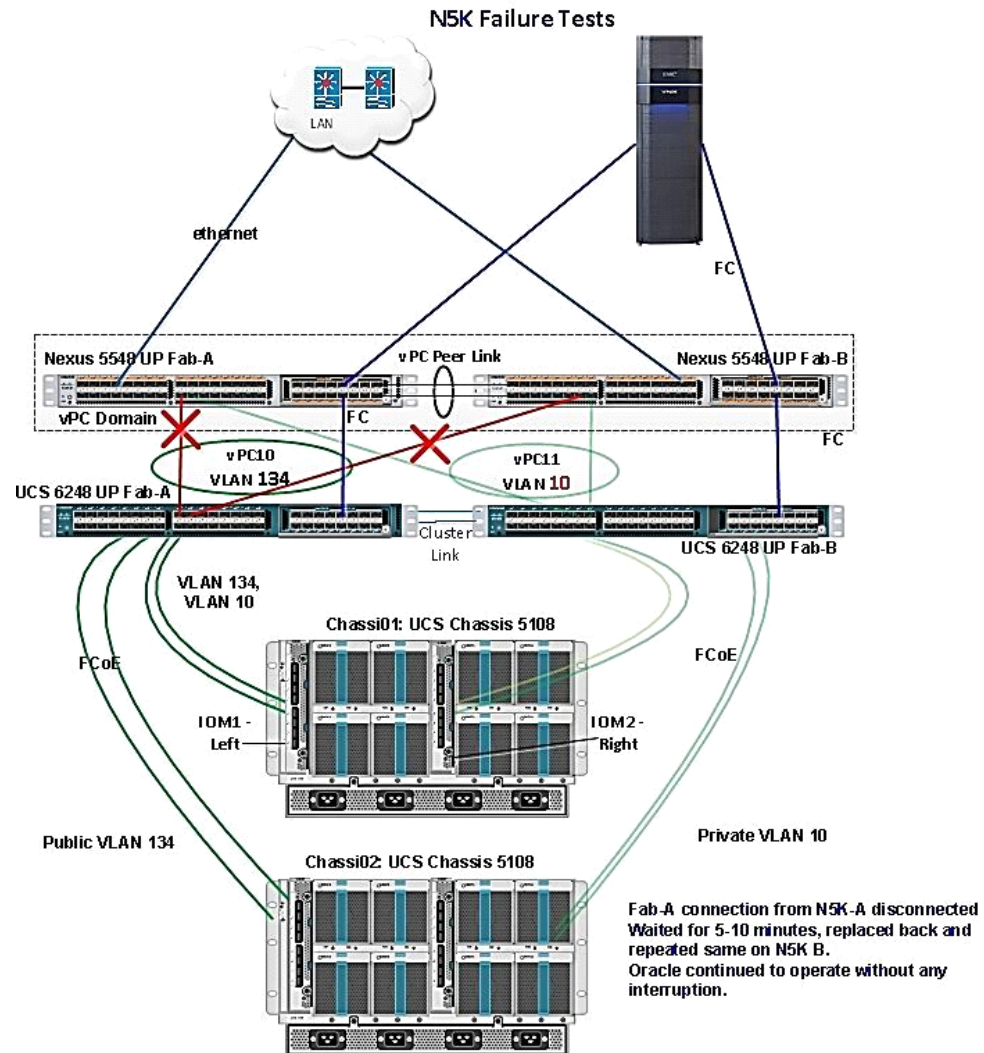 N5K Failure Tests
LAN
ethernet
FC
Nexus 5548 UP Fab-A
vPC Peer Link
Nexus 5548 UP Fab-B
vPC Domain
FC
FC
vPC10
VLAN 134
vPC11
VLAN 10
UCS 6248 UP Fab-A
Cluster
Link
UCS 6248 UP Fab-B
VLAN 134,
VLAN 10
Chassi01: UCS Chassis 5108
FCoE
FCoE
IOM1 -
Left
IOM2 -
Right
Public VLAN 134
Private VLAN 10
Chassi02: UCS Chassis 5108
Fab-A connection from N5K-A disconnected
Waited for 5-10 minutes, replaced back and
repeated same on N5K B.
Oracle continued to operate without any
interruption.